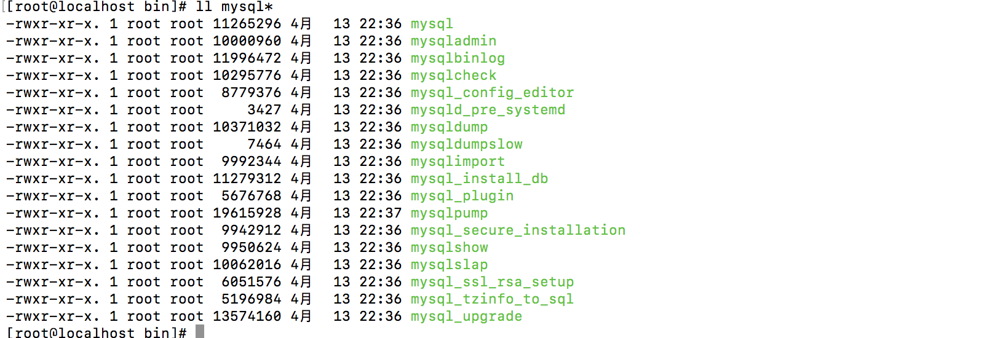 [[root@localhost bin]# ll mysql*
-rwxr-xr-x. 1 root root 11265296 4月  13 22:36 mysql
-rwxr-xr-x. 1 root root 10000960 4月  13 22:36 mysqladmin
-rwxr-xr-x. 1 root root 11996472 4月  13 22:36 mysqlbinlog
-rwxr-xr-x. 1 root root 10295776 4月  13 22:36 mysqlcheck
-rwxr-xr-x. 1 root root  8779376 4月  13 22:36 mysql_config_editor
-rwxr-xr-x. 1 root root     3427 4月  13 22:36 mysqld_pre_systemd
-rwxr-xr-x. 1 root root 10371032 4月  13 22:36 mysqldump
-rwxr-xr-x. 1 root root     7464 4月  13 22:36 mysqldumpslow
-rwxr-xr-x. 1 root root  9992344 4月  13 22:36 mysqlimport
-rwxr-xr-x. 1 root root 11279312 4月  13 22:36 mysql_install_db
-rwxr-xr-x. 1 root root  5676768 4月  13 22:36 mysql_plugin
-rwxr-xr-x. 1 root root 19615928 4月  13 22:37 mysqlpump
-rwxr-xr-x. 1 root root  9942912 4月  13 22:36 mysql_secure_installation
-rwxr-xr-x. 1 root root  9950624 4月  13 22:36 mysqlshow
-rwxr-xr-x. 1 root root 10062016 4月  13 22:36 mysqlslap
-rwxr-xr-x. 1 root root  6051576 4月  13 22:36 mysql_ssl_rsa_setup
-rwxr-xr-x. 1 root root  5196984 4月  13 22:36 mysql_tzinfo_to_sql
-rwxr-xr-x. 1 root root 13574160 4月  13 22:36 mysql_upgrade
[root@localhost bin]#